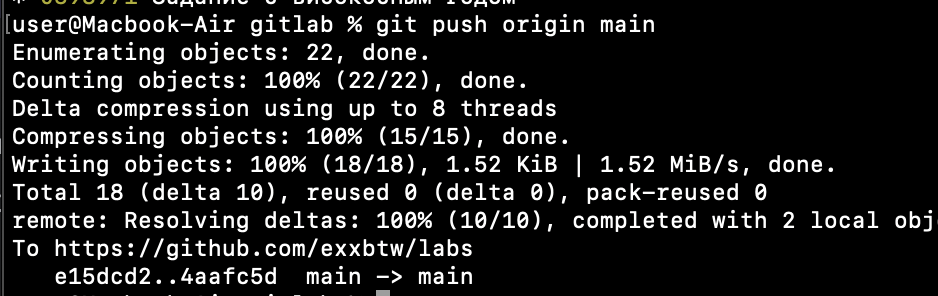 user@Macbook-Air gitlab % git push origin main
Enumerating objects: 22, done.
Counting objects: 100% (22/22), done.
Delta compression using up to 8 threads
Compressing objects: 100% (15/15), done.
Writing objects: 100% (18/18), 1.52 KiB | 1.52 MiB/s, done.
Total 18 (delta 10), reused 0 (delta 0), pack-reused 0
remote: Resolving deltas: 100% (10/10), completed with 2 local obj
To https://github.com/exxbtw/labs
e15dcd2..4aafc5d main -> main